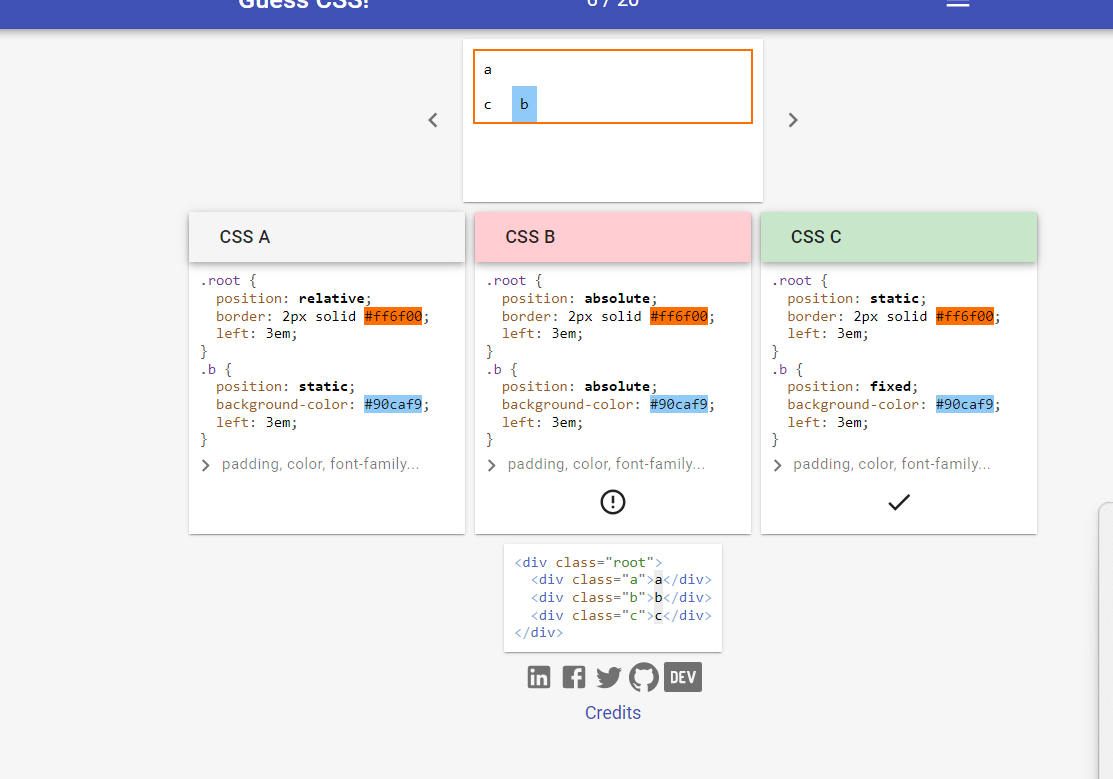 Guess CSS!
6 / 20
a
c b
CSS A
.root {
  position: relative;
  border: 2px solid #ff6f00;
  left: 3em;
}
.b {
  position: static;
  background-color: #90caf9;
  left: 3em;
}
padding, color, font-family...
CSS B
.root {
  position: absolute;
  border: 2px solid #ff6f00;
  left: 3em;
}
.b {
  position: absolute;
  background-color: #90caf9;
  left: 3em;
}
padding, color, font-family...
CSS C
.root {
  position: static;
  border: 2px solid #ff6f00;
  left: 3em;
}
.b {
  position: fixed;
  background-color: #90caf9;
  left: 3em;
}
padding, color, font-family...
<div class="root">
  <div class="a">a</div>
  <div class="b">b</div>
  <div class="c">c</div>
</div>
in f DEV
Credits